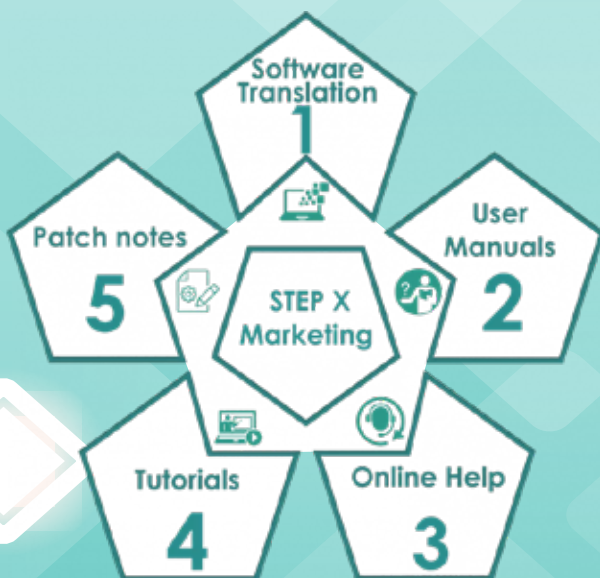 Software
Translation
1
User
Manuals
2
Online Help
3
Tutorials
4
Patch notes
5
STEP X
Marketing